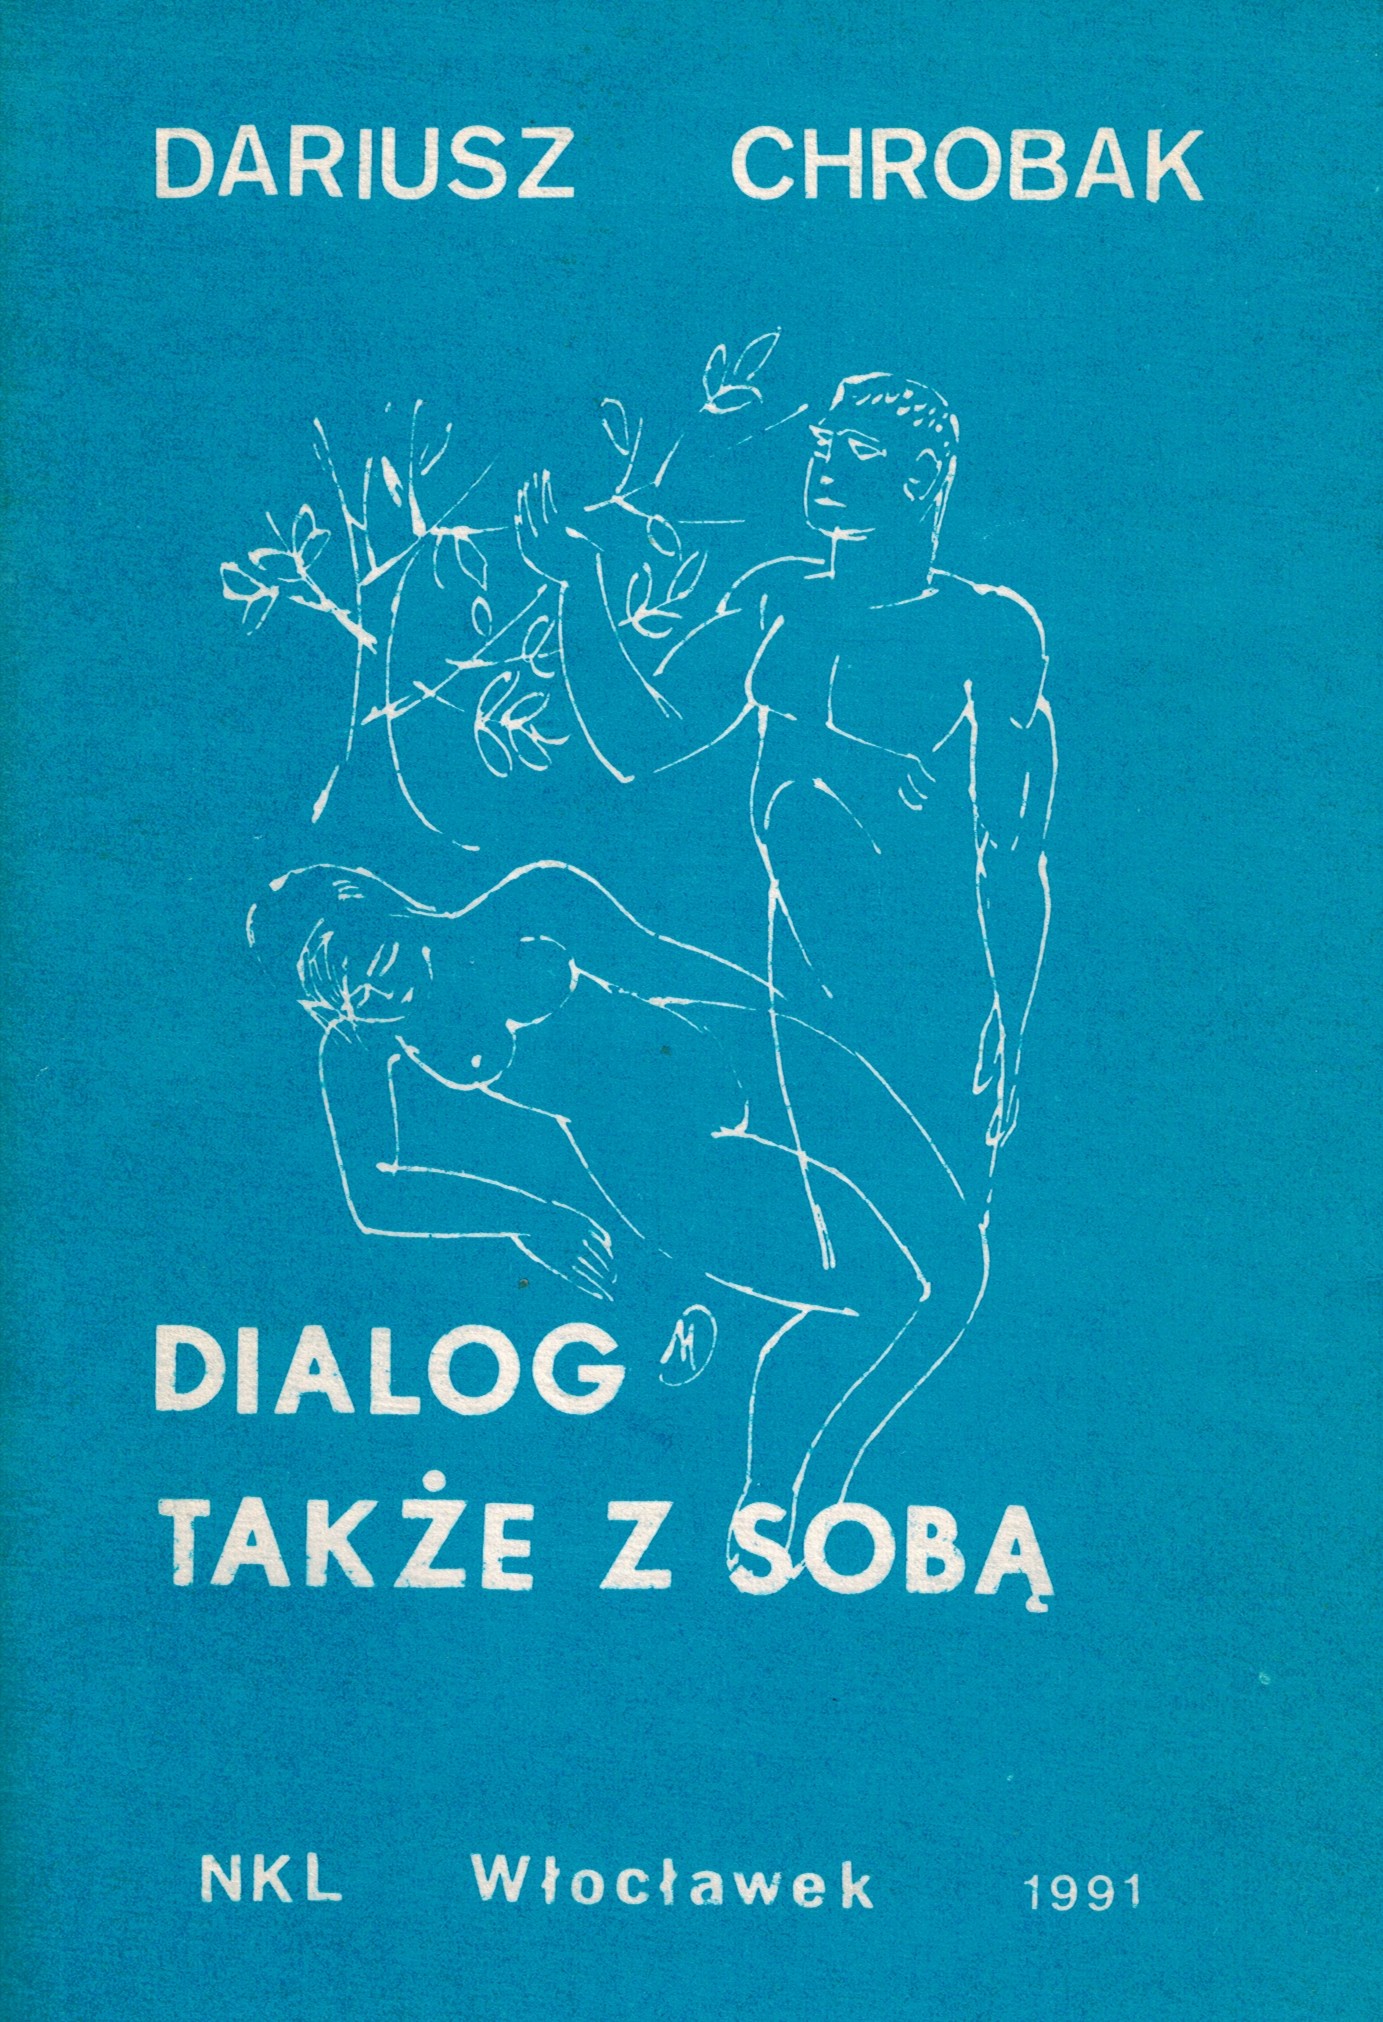 DARIUSZ CHROBAK
DIALOG
TAKŻE Z SOBĄ
NKL Włocławek 1991